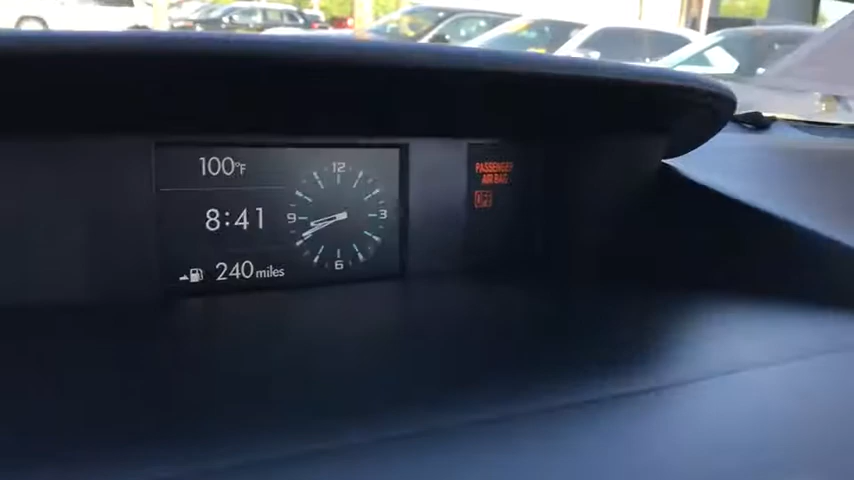 100°F
8:41
240 miles
12
9 3
6
PASSENGER
AIR BAG
OFF